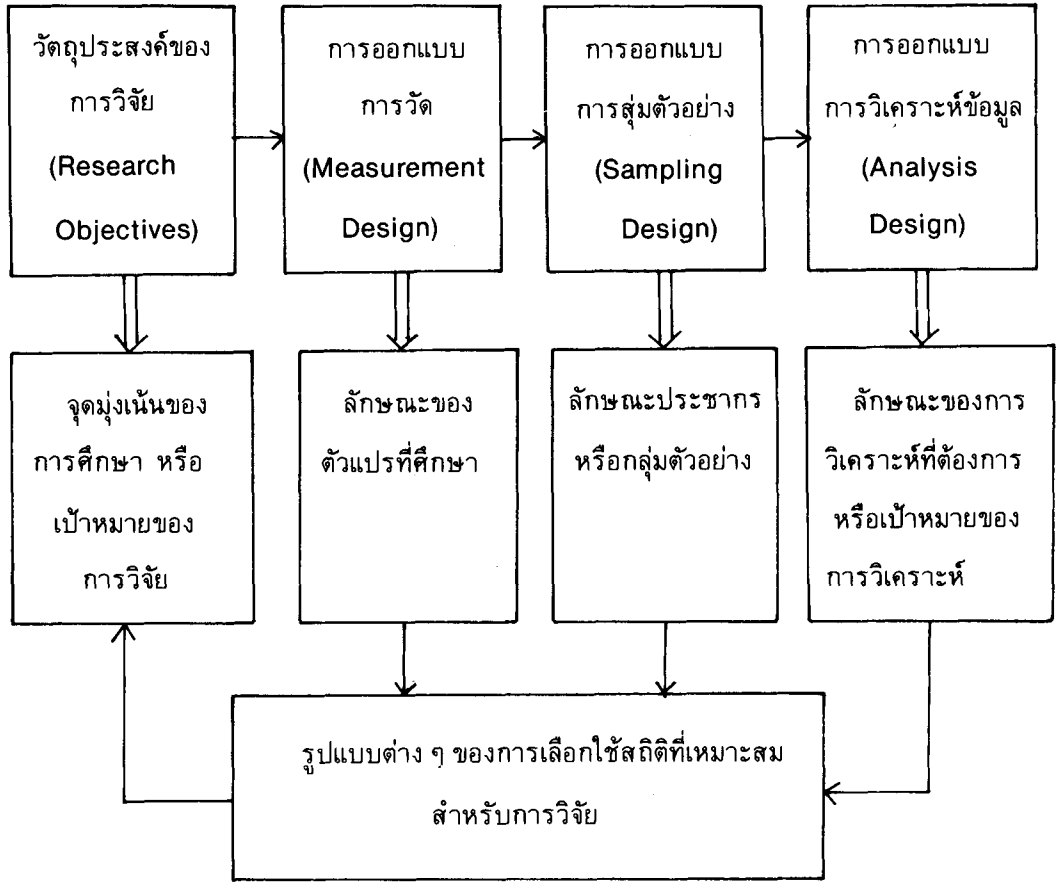 วัตถุประสงค์ของ
การวิจัย
(Research
Objectives)
การออกแบบ
การวัด
(Measurement
Design)
การออกแบบ
การสุ่มตัวอย่าง
(Sampling
Design)
การออกแบบ
การวิเคราะห์ข้อมูล
(Analysis
Design)
จุดมุ่งเน้นของ
การศึกษา หรือ
เป้าหมายของ
การวิจัย
ลักษณะของ
ตัวแปรที่ศึกษา
ลักษณะประชากร
หรือกลุ่มตัวอย่าง
ลักษณะของการ
วิเคราะห์ที่ต้องการ
หรือเป้าหมายของ
การวิเคราะห์
รูปแบบต่าง ๆ ของการเลือกใช้สถิติที่เหมาะสม
สำหรับการวิจัย